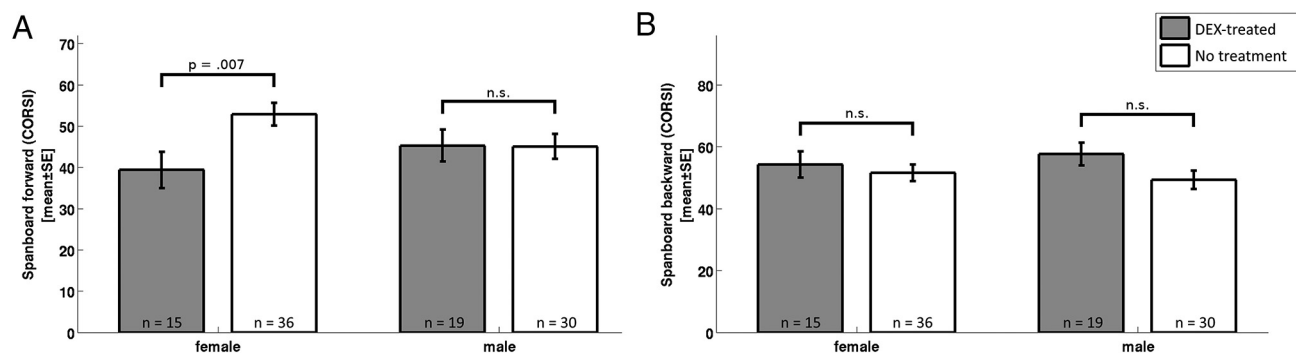 A
Spanboard forward (CORSI)
[mean±SE]
70
60
50
40
30
20
10
0
p = .007
n.s.
n = 15
n = 36
n = 19
n = 30
female
male
B
DEX-treated
No treatment
Spanboard backward (CORSI)
[mean±SE]
80
60
40
20
0
n.s.
n.s.
n = 15
n = 36
n = 19
n = 30
female
male